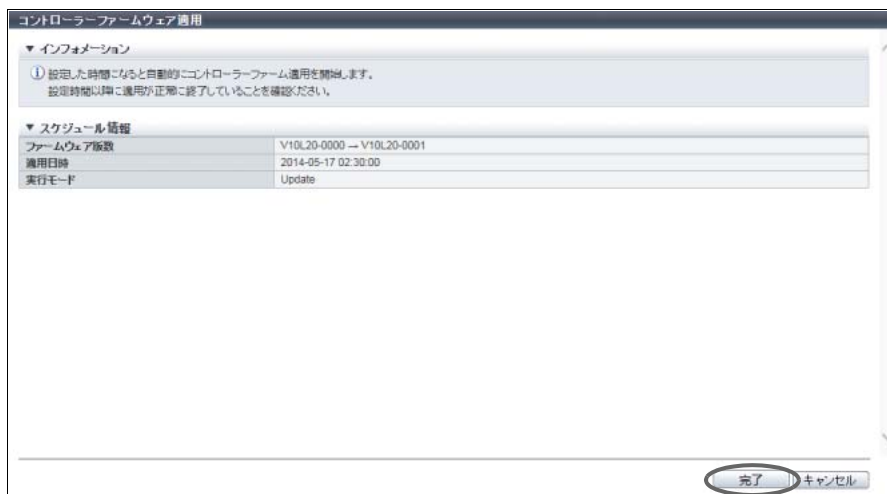 コントローラーファームウェア適用
▼ インフォメーション
設定した時間になると自動的にコントローラーファーム適用を開始します。
設定時間以降に適用が正常に終了していることを確認ください。
▼ スケジュール情報
ファームウェア版数 V10L20-0000 → V10L20-0001
適用日時 2014-05-17 02:30:00
実行モード Update
完了 キャンセル